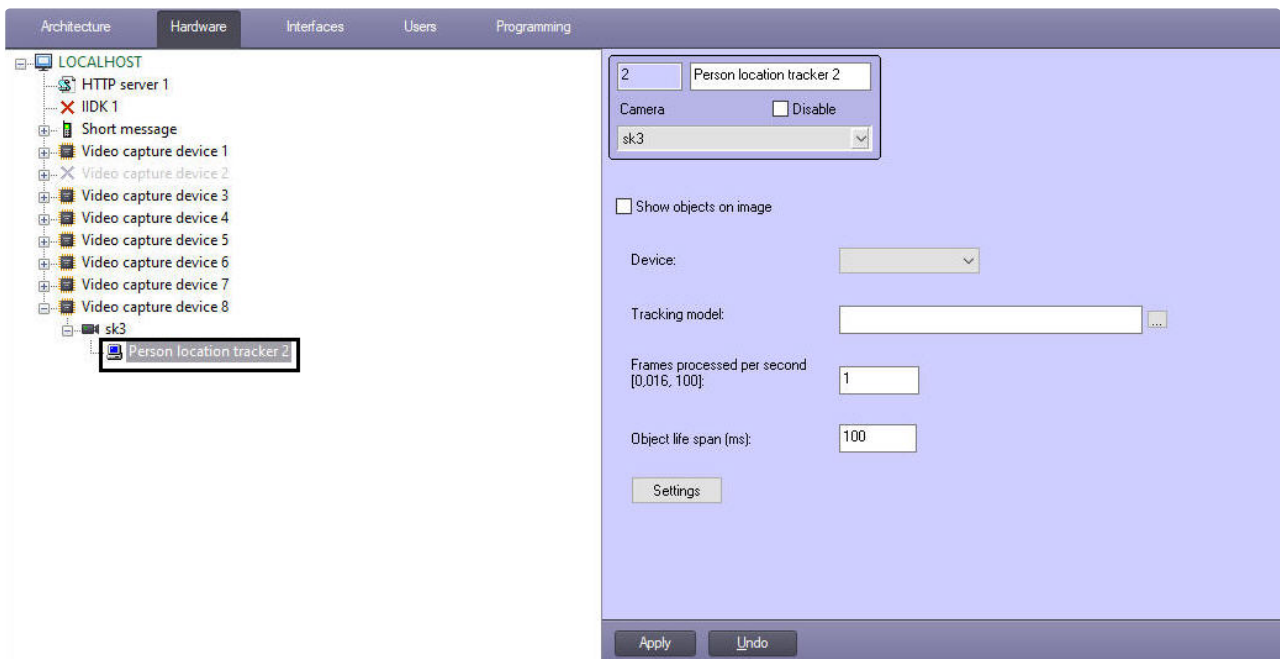 Architecture Hardware Interfaces Users Programming
LOCALHOST
HTTP server 1
IIDK 1
Short message
Video capture device 1
Video capture device 2
Video capture device 3
Video capture device 4
Video capture device 5
Video capture device 6
Video capture device 7
Video capture device 8
sk3
Person location tracker 2
2 Person location tracker 2
Camera Disable
sk3
Show objects on image
Device:
Tracking model: ...
Frames processed per second
[0,016, 100]: 1
Object life span (ms): 100
Settings
Apply Undo